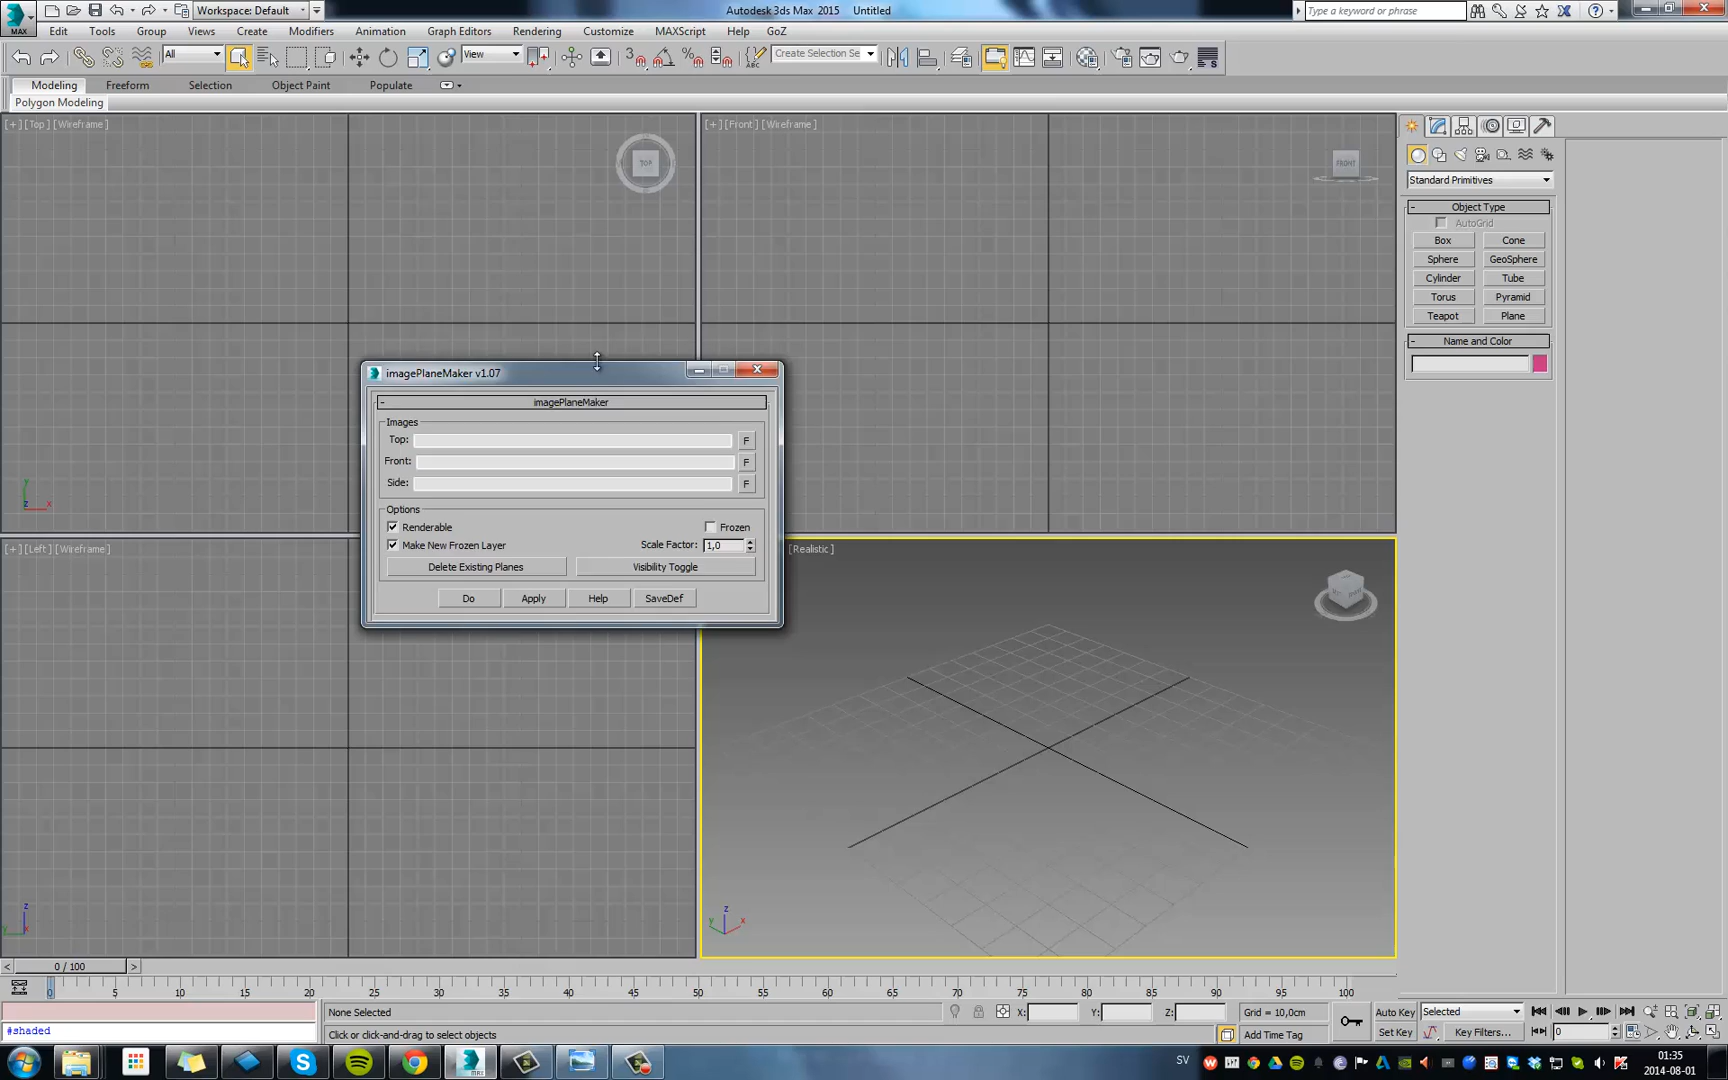 Workspace: Default
Autodesk 3ds Max 2015 Untitled
Type a keyword or phrase
MAX
Edit Tools Group Views Create Modifiers Animation Graph Editors Rendering Customize MAXScript Help GoZ
All
View
Create Selection Se
Modeling Freeform Selection Object Paint Populate
Polygon Modeling
[+][Top][Wireframe]
[+][Front][Wireframe]
TOP
FRONT
Standard Primitives
- Object Type
AutoGrid
Box Cone
Sphere GeoSphere
Cylinder Tube
Torus Pyramid
Teapot Plane
- Name and Color
imagePlaneMaker v1.07
- imagePlaneMaker
Images
Top: F
Front: F
Side: F
Options
Renderable Frozen
Make New Frozen Layer Scale Factor: 1,0
Delete Existing Planes Visibility Toggle
Do Apply Help SaveDef
y
z x
[+][Left][Wireframe]
[Realistic]
z
y x
z
y x
< 0 / 100 >
0 5 10 15 20 25 30 35 40 45 50 55 60 65 70 75 80 85 90 95 100
None Selected X: Y: Z: Grid = 10,0cm Auto Key Selected
#shaded
Click or click-and-drag to select objects Add Time Tag Set Key Key Filters... 0
SV
01:35
2014-08-01